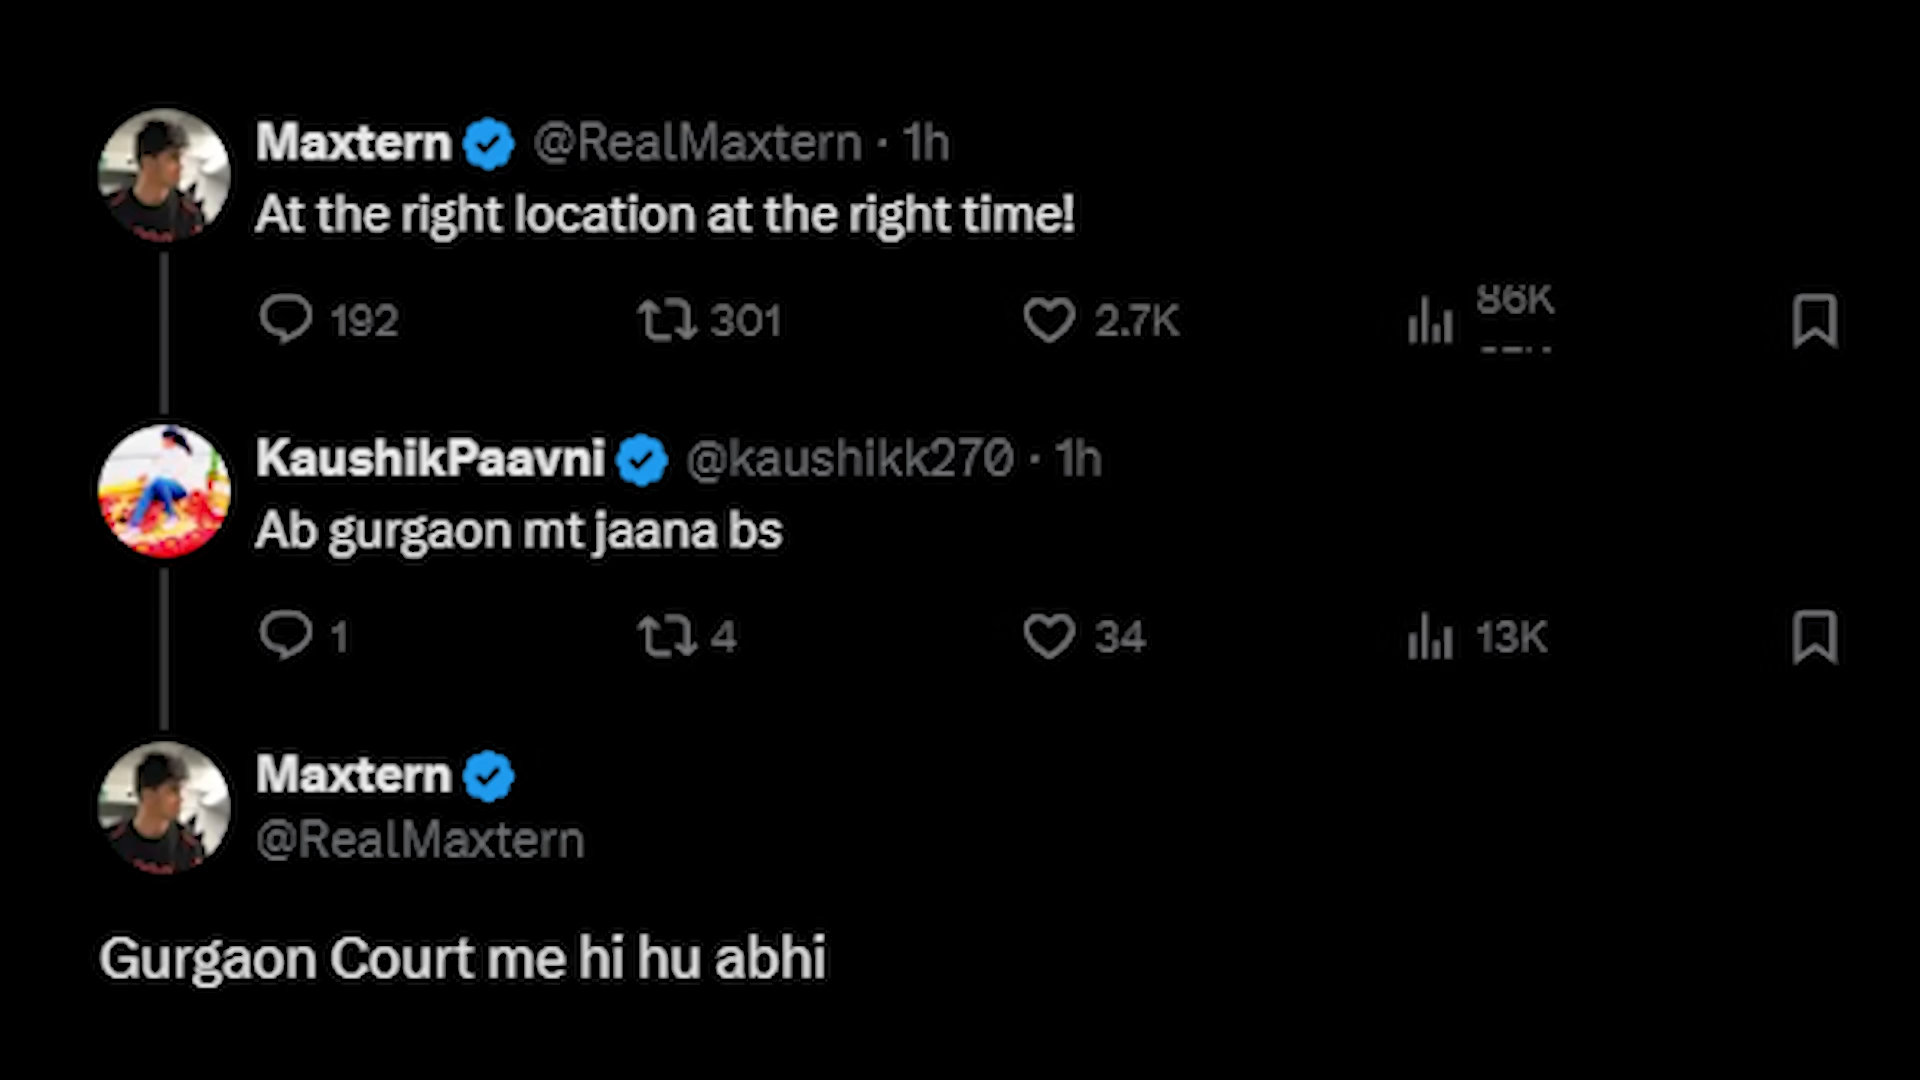 Maxtern @RealMaxtern · 1h
At the right location at the right time!
192 301 2.7K 86K
KaushikPaavni @kaushikk270 · 1h
Ab gurgaon mt jaana bs
1 4 34 13K
Maxtern
@RealMaxtern
Gurgaon Court me hi hu abhi